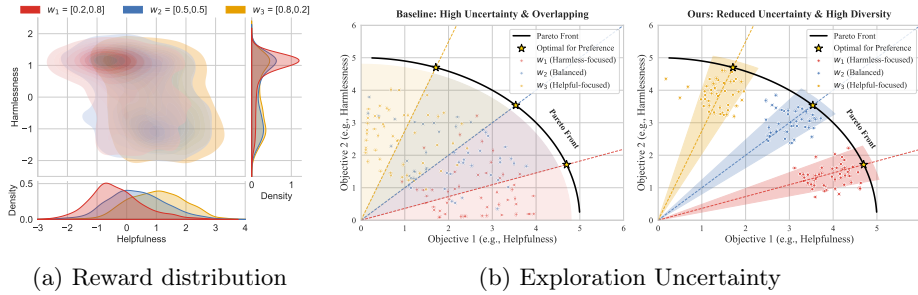 w₁ = [0.2,0.8] w₂ = [0.5,0.5] w₃ = [0.8,0.2]
2
1
0
−1
−2
Harmlessness
0 1
Density
0.5
0.0
Density
−3 −2 −1 0 1 2 3 4
Helpfulness
(a) Reward distribution
Baseline: High Uncertainty & Overlapping
Pareto Front
Optimal for Preference
w₁ (Harmless-focused)
w₂ (Balanced)
w₃ (Helpful-focused)
Pareto Front
6
5
4
3
2
1
0
Objective 2 (e.g., Harmlessness)
0 1 2 3 4 5 6
Objective 1 (e.g., Helpfulness)
Ours: Reduced Uncertainty & High Diversity
Pareto Front
Optimal for Preference
w₁ (Harmless-focused)
w₂ (Balanced)
w₃ (Helpful-focused)
Pareto Front
6
5
4
3
2
1
0
Objective 2 (e.g., Harmlessness)
0 1 2 3 4 5 6
Objective 1 (e.g., Helpfulness)
(b) Exploration Uncertainty